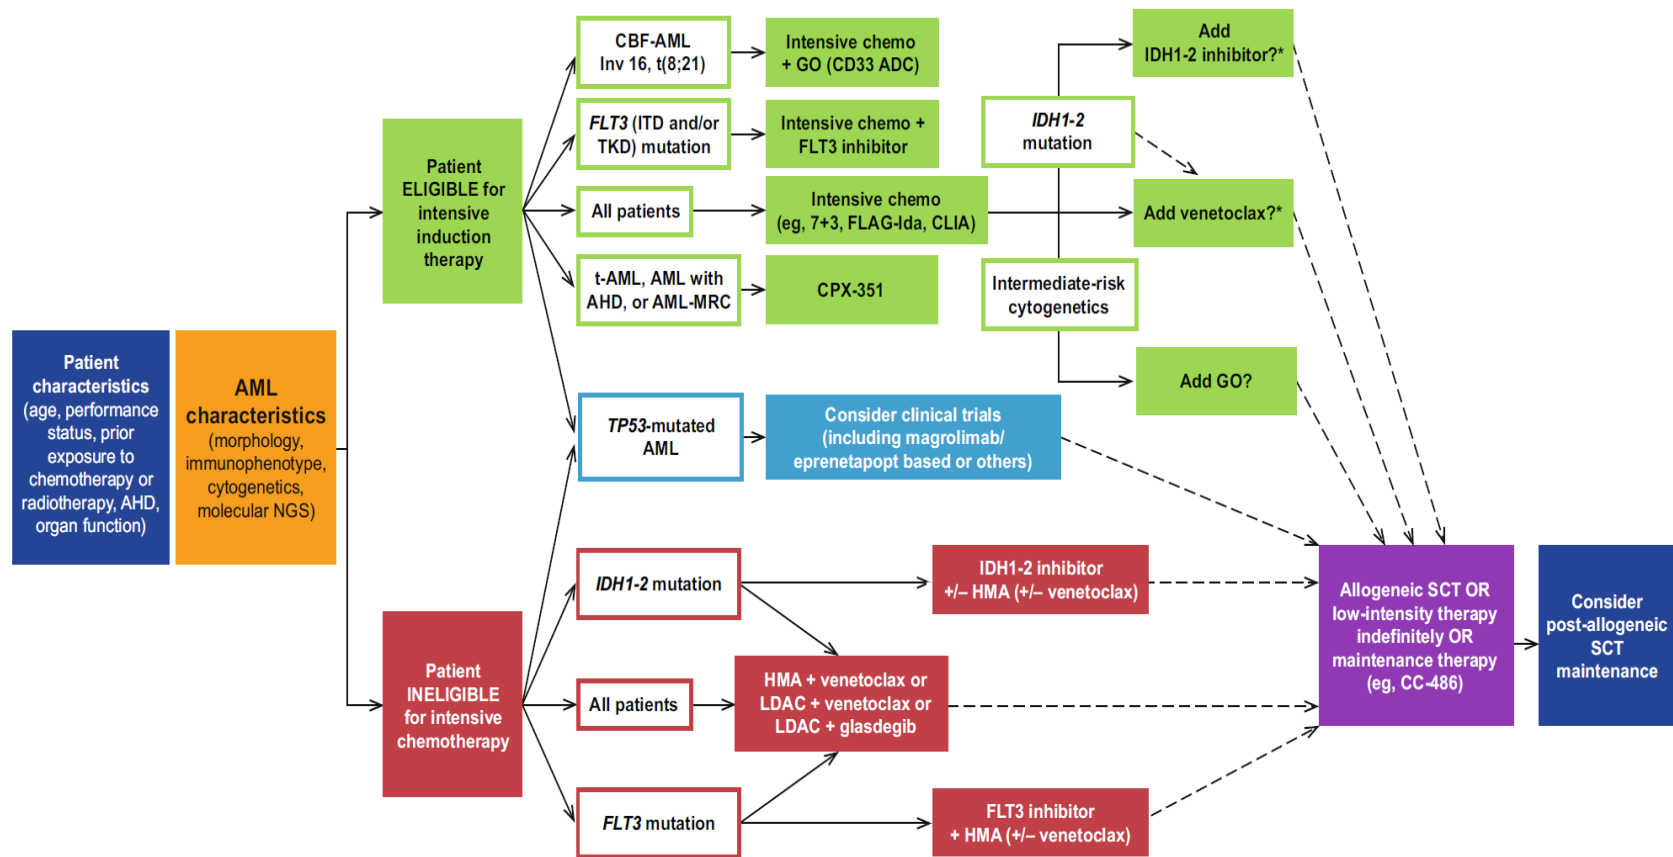 Patient
characteristics
(age, performance
status, prior
exposure to
chemotherapy or
radiotherapy, AHD,
organ function)
AML
characteristics
(morphology,
immunophenotype,
cytogenetics,
molecular NGS)
Patient
ELIGIBLE for
intensive
induction
therapy
CBF-AML
Inv 16, t(8;21)
Intensive chemo
+ GO (CD33 ADC)
FLT3 (ITD and/or
TKD) mutation
Intensive chemo +
FLT3 inhibitor
All patients
Intensive chemo
(eg, 7+3, FLAG-Ida, CLIA)
t-AML, AML with
AHD, or AML-MRC
CPX-351
IDH1-2
mutation
Intermediate-risk
cytogenetics
Add
IDH1-2 inhibitor?*
Add venetoclax?*
Add GO?
TP53-mutated
AML
Consider clinical trials
(including magrolimab/
eprenetapopt based or others)
Patient
INELIGIBLE
for intensive
chemotherapy
IDH1-2 mutation
IDH1-2 inhibitor
+/– HMA (+/– venetoclax)
All patients
HMA + venetoclax or
LDAC + venetoclax or
LDAC + glasdegib
FLT3 mutation
FLT3 inhibitor
+ HMA (+/– venetoclax)
Allogeneic SCT OR
low-intensity therapy
indefinitely OR
maintenance therapy
(eg, CC-486)
Consider
post-allogeneic
SCT
maintenance